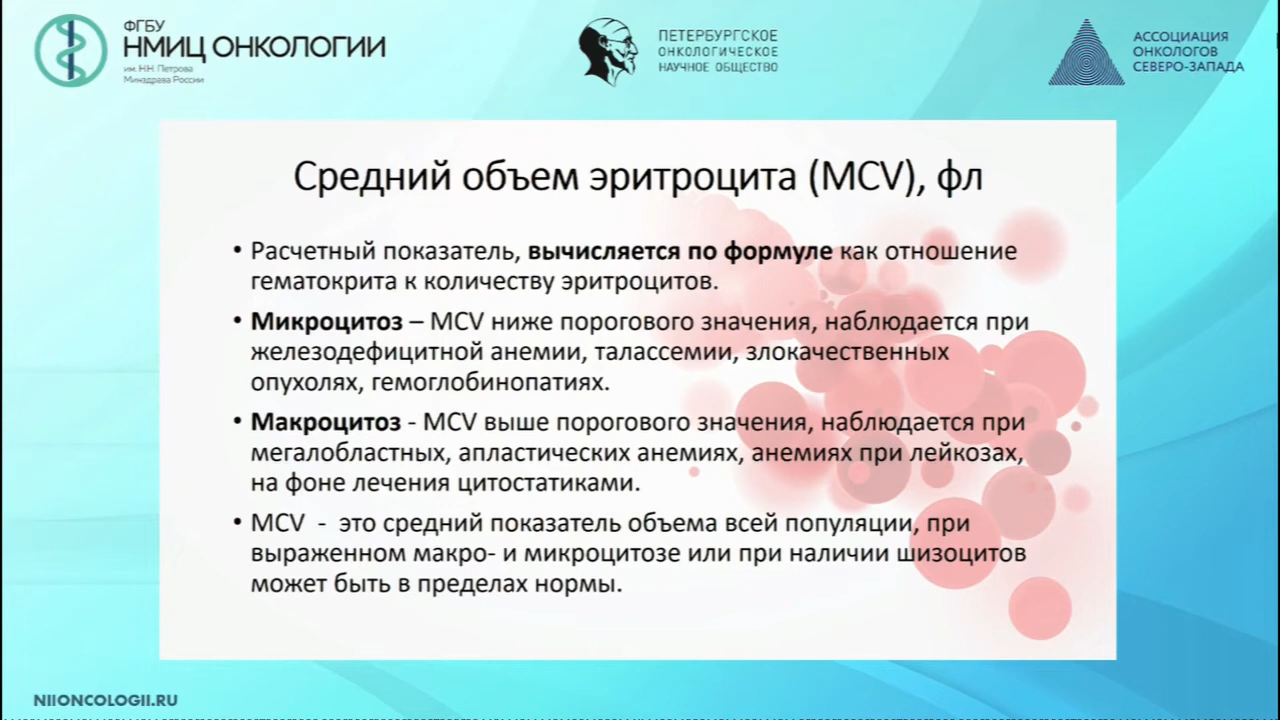 ФГБУ
НМИЦ ОНКОЛОГИИ
им. Н.Н. Петрова
Минздрава России
ПЕТЕРБУРГСКОЕ
ОНКОЛОГИЧЕСКОЕ
НАУЧНОЕ ОБЩЕСТВО
АССОЦИАЦИЯ
ОНКОЛОГОВ
СЕВЕРО-ЗАПАДА
Средний объем эритроцита (MCV), фл
• Расчетный показатель, вычисляется по формуле как отношение
гематокрита к количеству эритроцитов.
• Микроцитоз – MCV ниже порогового значения, наблюдается при
железодефицитной анемии, талассемии, злокачественных
опухолях, гемоглобинопатиях.
• Макроцитоз - MCV выше порогового значения, наблюдается при
мегалобластных, апластических анемиях, анемиях при лейкозах,
на фоне лечения цитостатиками.
• MCV - это средний показатель объема всей популяции, при
выраженном макро- и микроцитозе или при наличии шизоцитов
может быть в пределах нормы.
NIIONCOLOGII.RU